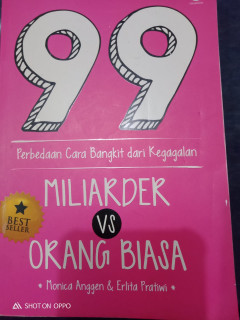 99
Perbedaan Cara Bangkit dari Kegagalan
MILIARDER
VS
BEST
SELLER
ORANG BIASA
Monica Anggen & Erlita Pratiwi
SHOT ON OPPO